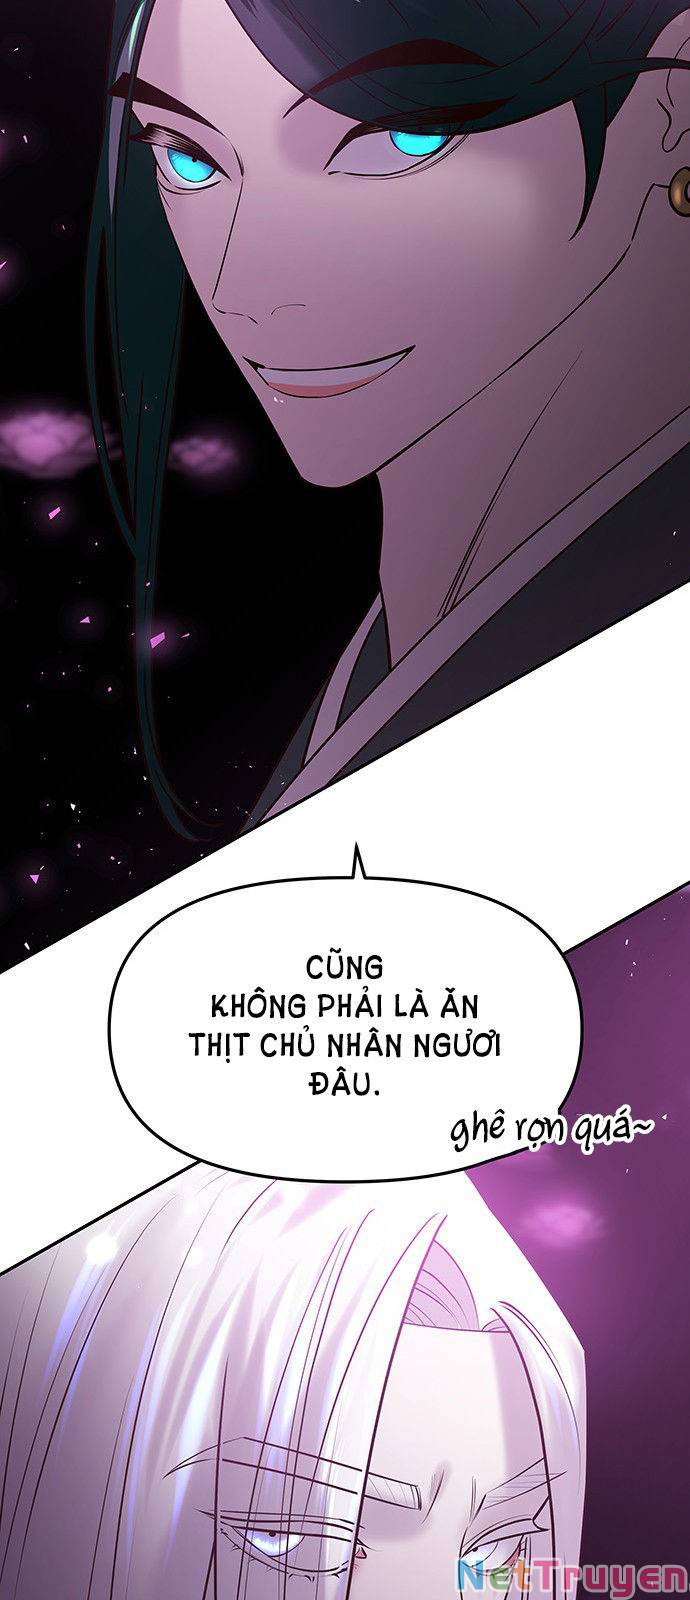 CŨNG
KHÔNG PHẢI LÀ ĂN
THỊT CHỦ NHÂN NGƯƠI
ĐÂU.
ghê rợn quá~
NetTruyen